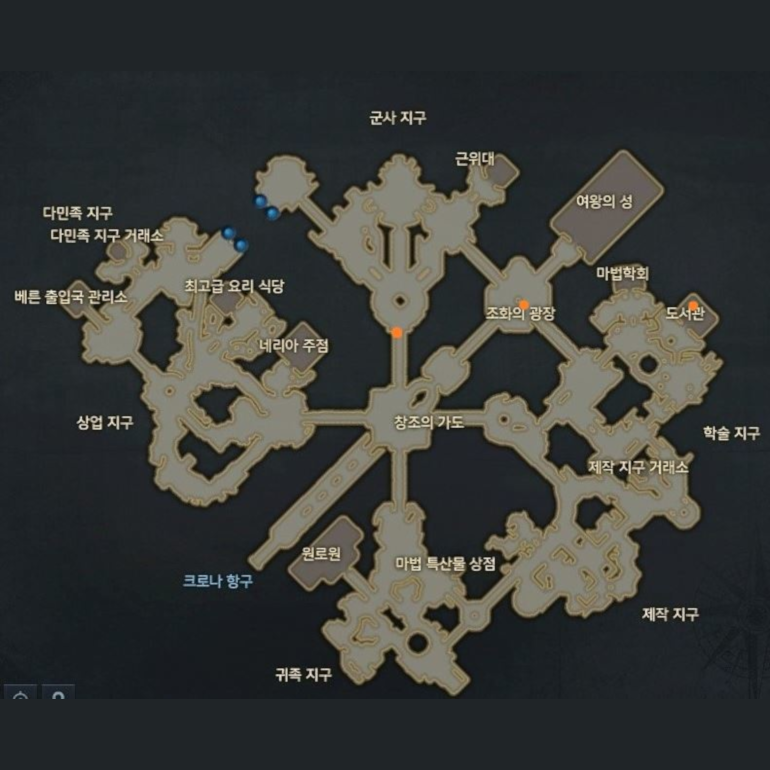 군사 지구
근위대
여왕의 성
다민족 지구
다민족 지구 거래소
마법학회
최고급 요리 식당
베른 출입국 관리소
조화의 광장
도서관
네리아 주점
상업 지구
창조의 가도
학술 지구
제작 지구 거래소
원로원
마법 특산물 상점
크로나 항구
제작 지구
귀족 지구